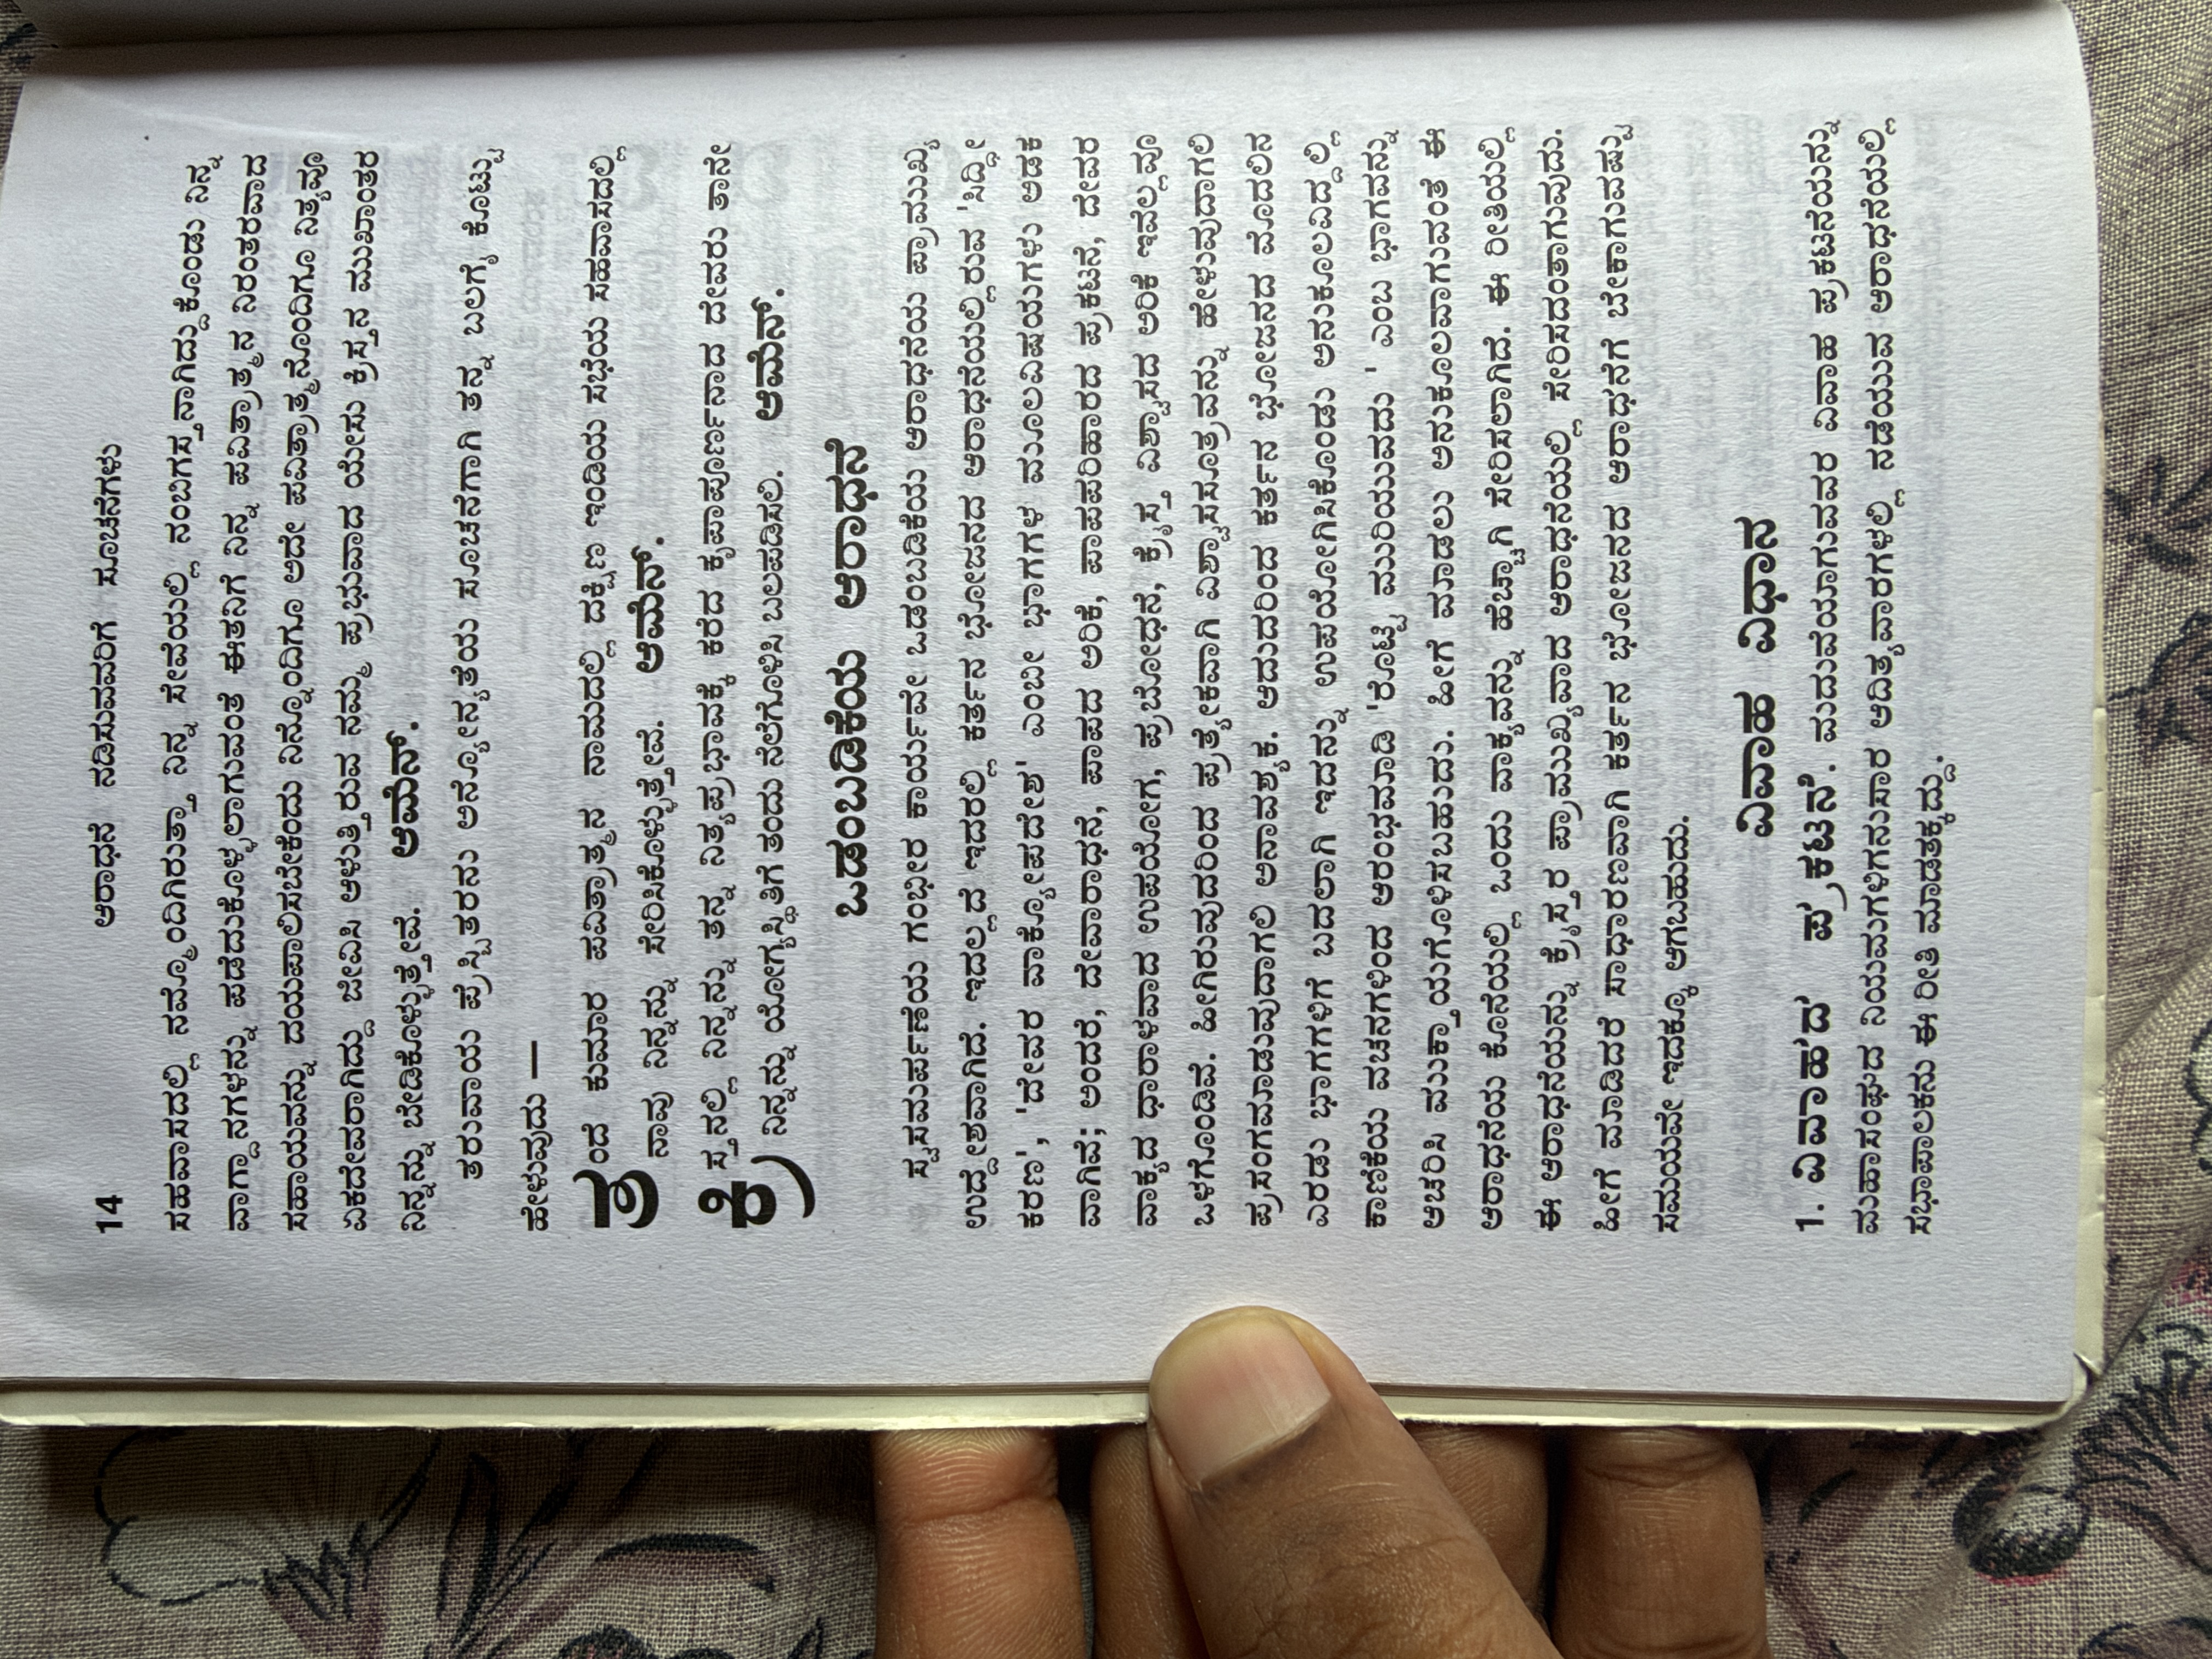 14 ಆರಾಧನೆ ನಡಿಸುವವರಿಗೆ ಸೂಚನೆಗಳು
ಸಹವಾಸದಲ್ಲಿ ನಮ್ಮೊಂದಿಗಿರುತ್ತಾ ನಿನ್ನ ಸೇವೆಯಲ್ಲಿ ನಂಬಿಗಸ್ತನಾಗಿದ್ದುಕೊಂಡು ನಿನ್ನ
ವಾಗ್ದಾನಗಳನ್ನು ಪಡೆದುಕೊಳ್ಳಲಾಗುವಂತೆ ಈತನಿಗೆ ನಿನ್ನ ಪವಿತ್ರಾತ್ಮನ ನಿರಂತರವಾದ
ಸಹಾಯವನ್ನು ದಯಪಾಲಿಸಬೇಕೆಂದು ನಿನ್ನೊಂದಿಗೂ ಅದೇ ಪವಿತ್ರಾತ್ಮನೊಂದಿಗೂ ನಿತ್ಯವೂ
ಏಕದೇವರಾಗಿದ್ದು ಜೀವಿಸಿ ಆಳುತ್ತಿರುವ ನಮ್ಮ ಪ್ರಭುವಾದ ಯೇಸು ಕ್ರಿಸ್ತನ ಮುಖಾಂತರ
ನಿನ್ನನ್ನು ಬೇಡಿಕೊಳ್ಳುತ್ತೇವೆ. ಆಮೆನ್.
ತರುವಾಯ ಪ್ರೆಸ್ಬಿತರನು ಅನ್ಯೋನ್ಯತೆಯ ಸೂಚನೆಗಾಗಿ ತನ್ನ ಬಲಗೈ ಕೊಟ್ಟು
ಹೇಳುವುದು —
ತ್ರಂದೆ ಕುಮಾರ ಪವಿತ್ರಾತ್ಮನ ನಾಮದಲ್ಲಿ ದಕ್ಷಿಣ ಇಂಡಿಯ ಸಭೆಯ ಸಹವಾಸದಲ್ಲಿ
ನಾವು ನಿನ್ನನ್ನು ಸೇರಿಸಿಕೊಳ್ಳುತ್ತೇವೆ. ಆಮೆನ್.
ಕ್ರಿಸ್ತನಲ್ಲಿ ನಿನ್ನನ್ನು ತನ್ನ ನಿತ್ಯಪ್ರಭಾವಕ್ಕೆ ಕರೆದ ಕೃಪಾಪೂರ್ಣನಾದ ದೇವರು ತಾನೇ
ನಿನ್ನನ್ನು ಯೋಗ್ಯಸ್ಥಿತಿಗೆ ತಂದು ನೆಲೆಗೊಳಿಸಿ ಬಲಪಡಿಸಲಿ. ಆಮೆನ್.
ಒಡಂಬಡಿಕೆಯ ಆರಾಧನೆ
ಸ್ವಸಮರ್ಪಣೆಯ ಗಂಭೀರ ಕಾರ್ಯವೇ ಒಡಂಬಡಿಕೆಯ ಆರಾಧನೆಯ ಪ್ರಾಮುಖ್ಯ
ಉದ್ದೇಶವಾಗಿದೆ. ಇದಲ್ಲದೆ ಇದರಲ್ಲಿ ಕರ್ತನ ಭೋಜನದ ಆರಾಧನೆಯಲ್ಲಿರುವ 'ಸಿದ್ಧೀ
ಕರಣ', 'ದೇವರ ವಾಕ್ಯೋಪದೇಶ' ಎಂಬೀ ಭಾಗಗಳ ಮೂಲವಿಷಯಗಳು ಅಡಕ
ವಾಗಿವೆ; ಅಂದರೆ, ದೇವಾರಾಧನೆ, ಪಾಪದ ಅರಿಕೆ, ಪಾಪಪರಿಹಾರದ ಪ್ರಕಟನೆ, ದೇವರ
ವಾಕ್ಯದ ಧಾರಾಳವಾದ ಉಪಯೋಗ, ಪ್ರಬೋಧನೆ, ಕ್ರೈಸ್ತ ವಿಶ್ವಾಸದ ಅರಿಕೆ ಇವೆಲ್ಲವೂ
ಒಳಗೊಂಡಿವೆ. ಹೀಗಿರುವುದರಿಂದ ಪ್ರತ್ಯೇಕವಾಗಿ ವಿಶ್ವಾಸಸೂತ್ರವನ್ನು ಹೇಳುವುದಾಗಲಿ
ಪ್ರಸಂಗಮಾಡುವುದಾಗಲಿ ಅನಾವಶ್ಯಕ. ಆದುದರಿಂದ ಕರ್ತನ ಭೋಜನದ ಮೊದಲಿನ
ಎರಡು ಭಾಗಗಳಿಗೆ ಬದಲಾಗಿ ಇದನ್ನು ಉಪಯೋಗಿಸಿಕೊಂಡು ಅನುಕೂಲವಿದ್ದಲ್ಲಿ
ಕಾಣಿಕೆಯ ವಚನಗಳಿಂದ ಆರಂಭಮಾಡಿ 'ರೊಟ್ಟಿ ಮುರಿಯುವದು ' ಎಂಬ ಭಾಗವನ್ನು
ಆಚರಿಸಿ ಮುಕ್ತಾಯಗೊಳಿಸಬಹುದು. ಹೀಗೆ ಮಾಡಲು ಅನುಕೂಲವಾಗುವಂತೆ ಈ
ಆರಾಧನೆಯ ಕೊನೆಯಲ್ಲಿ ಒಂದು ವಾಕ್ಯವನ್ನು ಹೆಚ್ಚಾಗಿ ಸೇರಿಸಲಾಗಿದೆ. ಈ ರೀತಿಯಲ್ಲಿ
ಈ ಆರಾಧನೆಯನ್ನು ಕ್ರೈಸ್ತರ ಪ್ರಾಮುಖ್ಯವಾದ ಆರಾಧನೆಯಲ್ಲಿ ಸೇರಿಸದಂತಾಗುವುದು.
ಹೀಗೆ ಮಾಡಿದರೆ ಸಾಧಾರಣವಾಗಿ ಕರ್ತನ ಭೋಜನದ ಆರಾಧನೆಗೆ ಬೇಕಾಗುವಷ್ಟು
ಸಮಯವೇ ಇದಕ್ಕೂ ಆಗಬಹುದು.
ವಿವಾಹ ವಿಧಾನ
1. ವಿವಾಹದ ಪ್ರಕಟನೆ. ಮದುವೆಯಾಗುವವರ ವಿವಾಹ ಪ್ರಕಟನೆಯನ್ನು
ಮಹಾಸಂಘದ ನಿಯಮಗಳಿಗನುಸಾರ ಆದಿತ್ಯವಾರಗಳಲ್ಲಿ ನಡೆಯುವ ಆರಾಧನೆಯಲ್ಲಿ
ಸಭಾಪಾಲಕನು ಈ ರೀತಿ ಮಾಡತಕ್ಕದ್ದು.